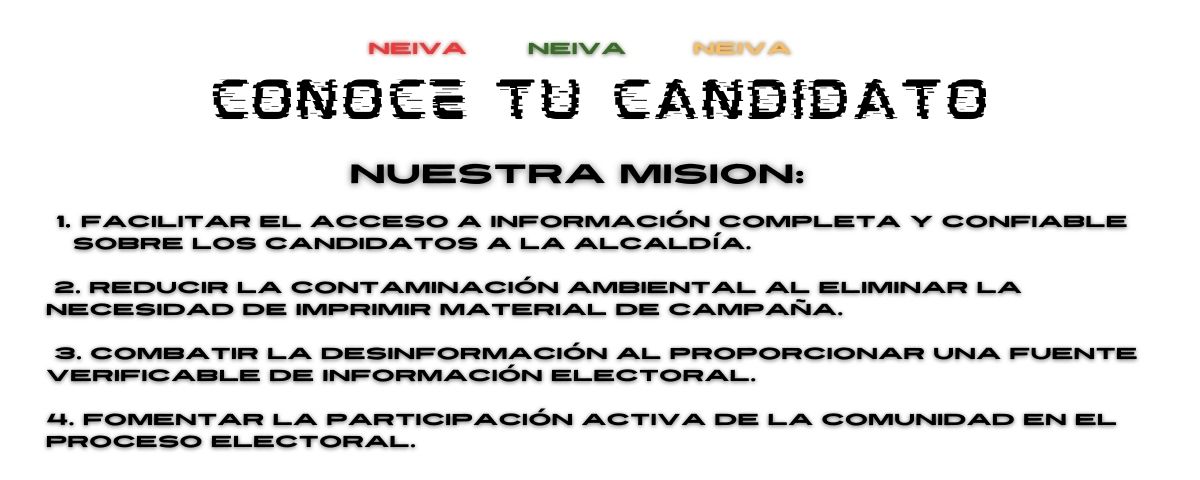 NEIVA NEIVA NEIVA
CONOCE TU CANDIDATO
NUESTRA MISION:
1. FACILITAR EL ACCESO A INFORMACIÓN COMPLETA Y CONFIABLE
SOBRE LOS CANDIDATOS A LA ALCALDÍA.
2. REDUCIR LA CONTAMINACIÓN AMBIENTAL AL ELIMINAR LA
NECESIDAD DE IMPRIMIR MATERIAL DE CAMPAÑA.
3. COMBATIR LA DESINFORMACIÓN AL PROPORCIONAR UNA FUENTE
VERIFICABLE DE INFORMACIÓN ELECTORAL.
4. FOMENTAR LA PARTICIPACIÓN ACTIVA DE LA COMUNIDAD EN EL
PROCESO ELECTORAL.